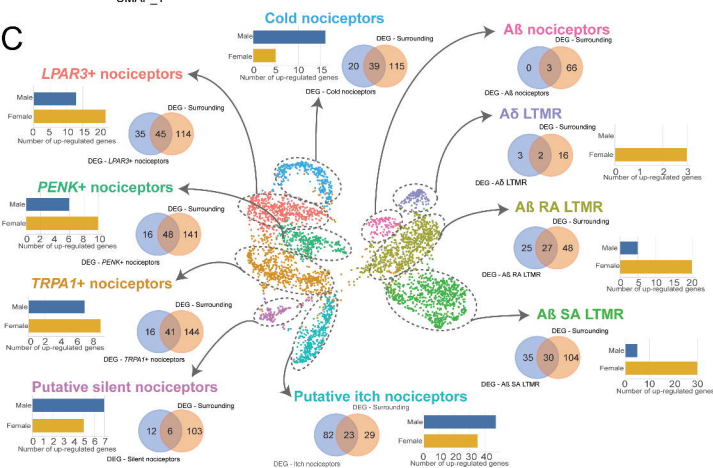 C
Cold nociceptors
Male
Female
0 5 10 15
Number of up-regulated genes
DEG - Surrounding
20 39 115
DEG - Cold nociceptors
Aß nociceptors
DEG - Surrounding
0 3 66
DEG - Aß nociceptors
LPAR3+ nociceptors
Male
Female
0 5 10 15 20
Number of up-regulated genes
DEG - Surrounding
35 45 114
DEG - LPAR3+ nociceptors
Aδ LTMR
DEG - Surrounding
3 2 16
DEG - Aδ LTMR
Male
Female
0 1 2 3
Number of up-regulated genes
PENK+ nociceptors
Male
Female
0 2 4 6 8 10
Number of up-regulated genes
DEG - Surrounding
16 48 141
DEG - PENK+ nociceptors
Aß RA LTMR
DEG - Surrounding
25 27 48
DEG - Aß RA LTMR
Male
Female
0 5 10 15 20
Number of up-regulated genes
TRPA1+ nociceptors
Male
Female
0 2 4 6 8
Number of up-regulated genes
DEG - Surrounding
16 41 144
DEG - TRPA1+ nociceptors
Aß SA LTMR
DEG - Surrounding
35 30 104
DEG - Aß SA LTMR
Male
Female
0 10 20 30
Number of up-regulated genes
Putative silent nociceptors
Male
Female
0 1 2 3 4 5 6 7
Number of up-regulated genes
DEG - Surrounding
12 6 103
DEG - Silent nociceptors
Putative itch nociceptors
DEG - Surrounding
82 23 29
DEG - itch nociceptors
Male
Female
0 10 20 30 40
Number of up-regulated genes